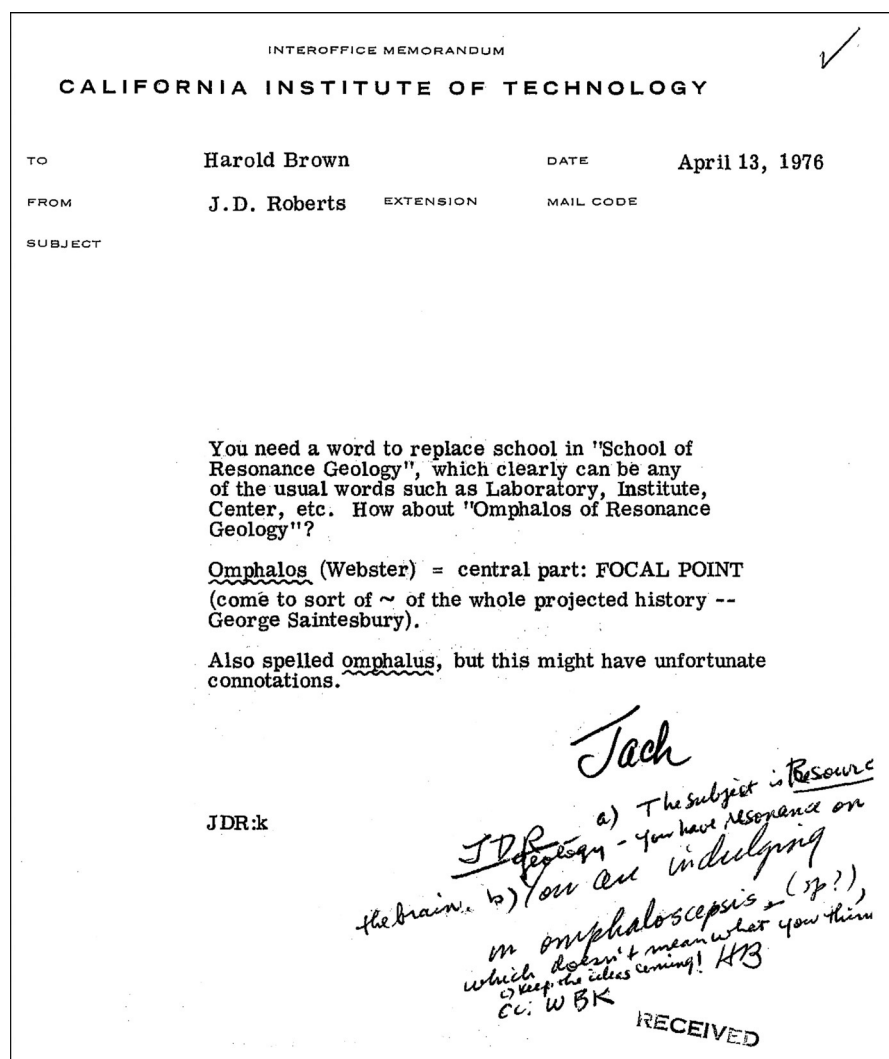 INTEROFFICE MEMORANDUM
CALIFORNIA INSTITUTE OF TECHNOLOGY
TO Harold Brown DATE April 13, 1976
FROM J.D. Roberts EXTENSION MAIL CODE
SUBJECT
You need a word to replace school in "School of
Resonance Geology", which clearly can be any
of the usual words such as Laboratory, Institute,
Center, etc. How about "Omphalos of Resonance
Geology"?
Omphalos (Webster) = central part: FOCAL POINT
(come to sort of ~ of the whole projected history --
George Saintesbury).
Also spelled omphalus, but this might have unfortunate
connotations.
Jack
JDR:k
JDR - a) The subject is Resource
geology - you have resonance on
the brain. b) You are indulging
in omphaloscepsis (sp?),
which doesn't mean what you think
c) Keep the ideas coming! HB
cc: WBK
RECEIVED